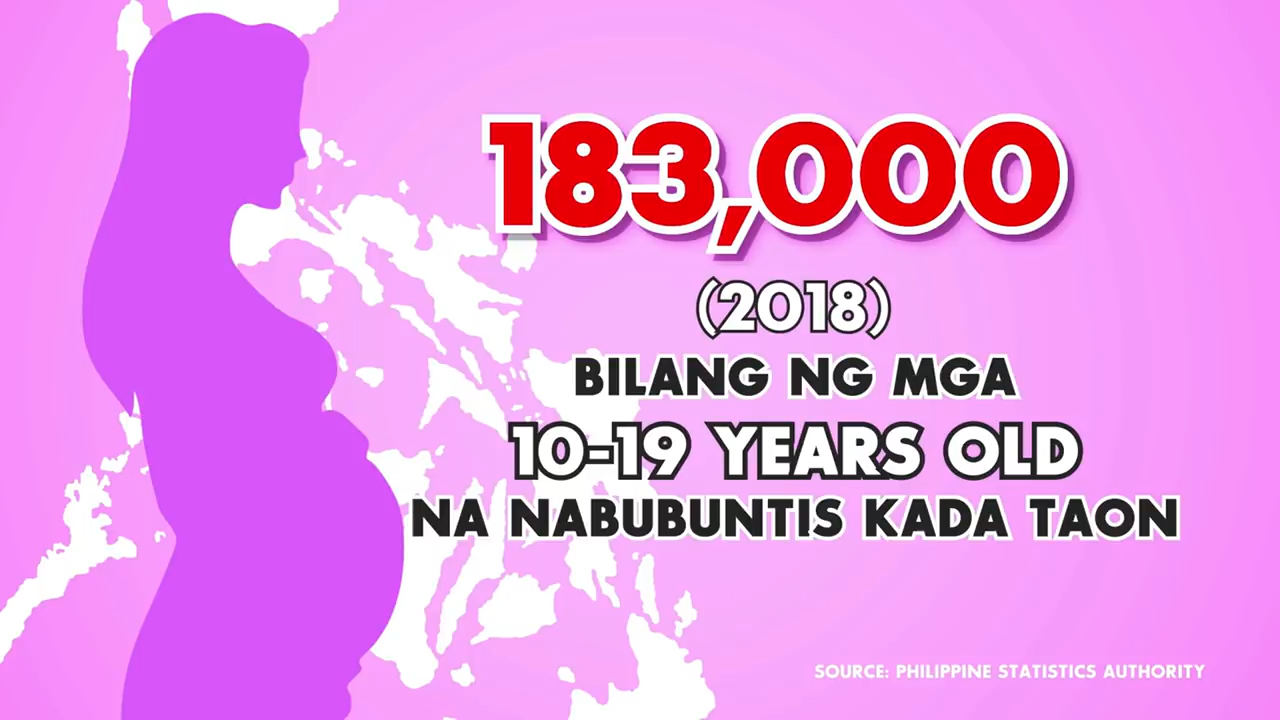 183,000
(2018)
BILANG NG MGA
10-19 YEARS OLD
NA NABUBUNTIS KADA TAON
SOURCE: PHILIPPINE STATISTICS AUTHORITY